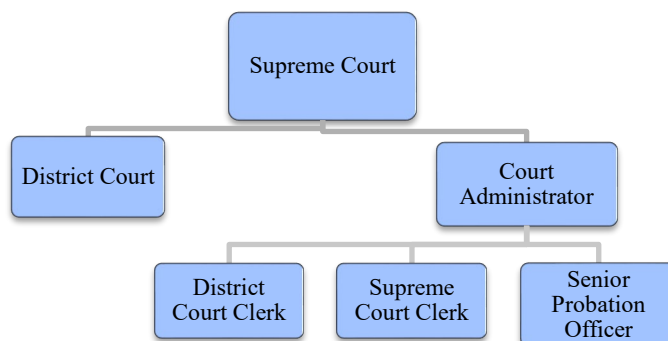 Supreme Court
District Court
Court
Administrator
District
Court Clerk
Supreme
Court Clerk
Senior
Probation
Officer